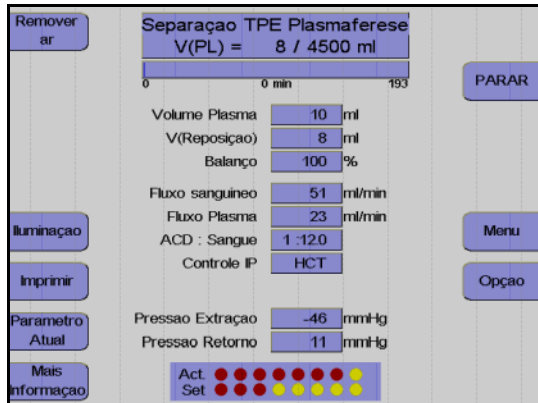 Remover
ar
Separaçao TPE Plasmaferese
V(PL) = 8 / 4500 ml
0 0 min 193
PARAR
Volume Plasma 10 ml
V(Reposiçao) 8 ml
Balanço 100 %
Fluxo sanguineo 51 ml/min
Fluxo Plasma 23 ml/min
ACD : Sangue 1 :12.0
Controle IP HCT
Iluminaçao
Menu
Imprimir
Opçao
Parametro
Atual
Pressao Extraçao -46 mmHg
Pressao Retorno 11 mmHg
Mais
Informaçao
Act.
Set